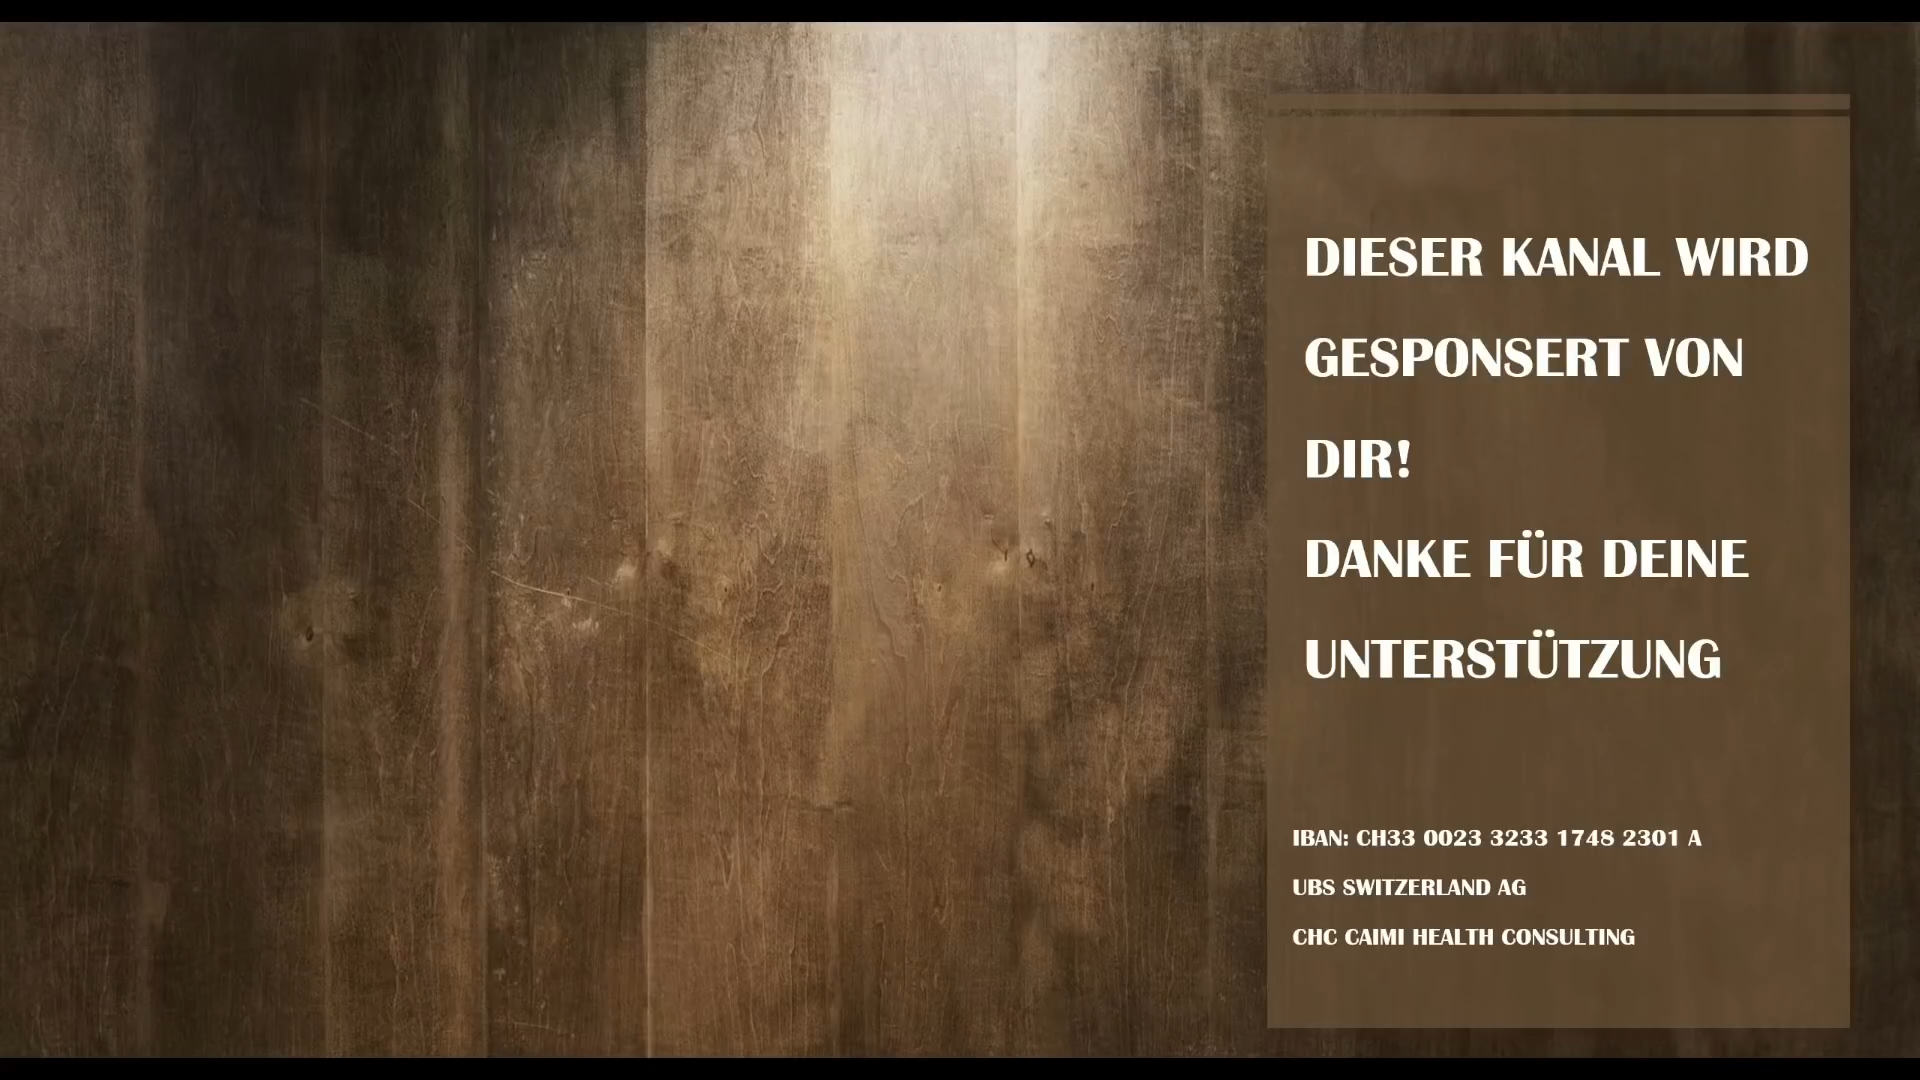 DIESER KANAL WIRD
GESPONSERT VON
DIR!
DANKE FÜR DEINE
UNTERSTÜTZUNG
IBAN: CH33 0023 3233 1748 2301 A
UBS SWITZERLAND AG
CHC CAIMI HEALTH CONSULTING